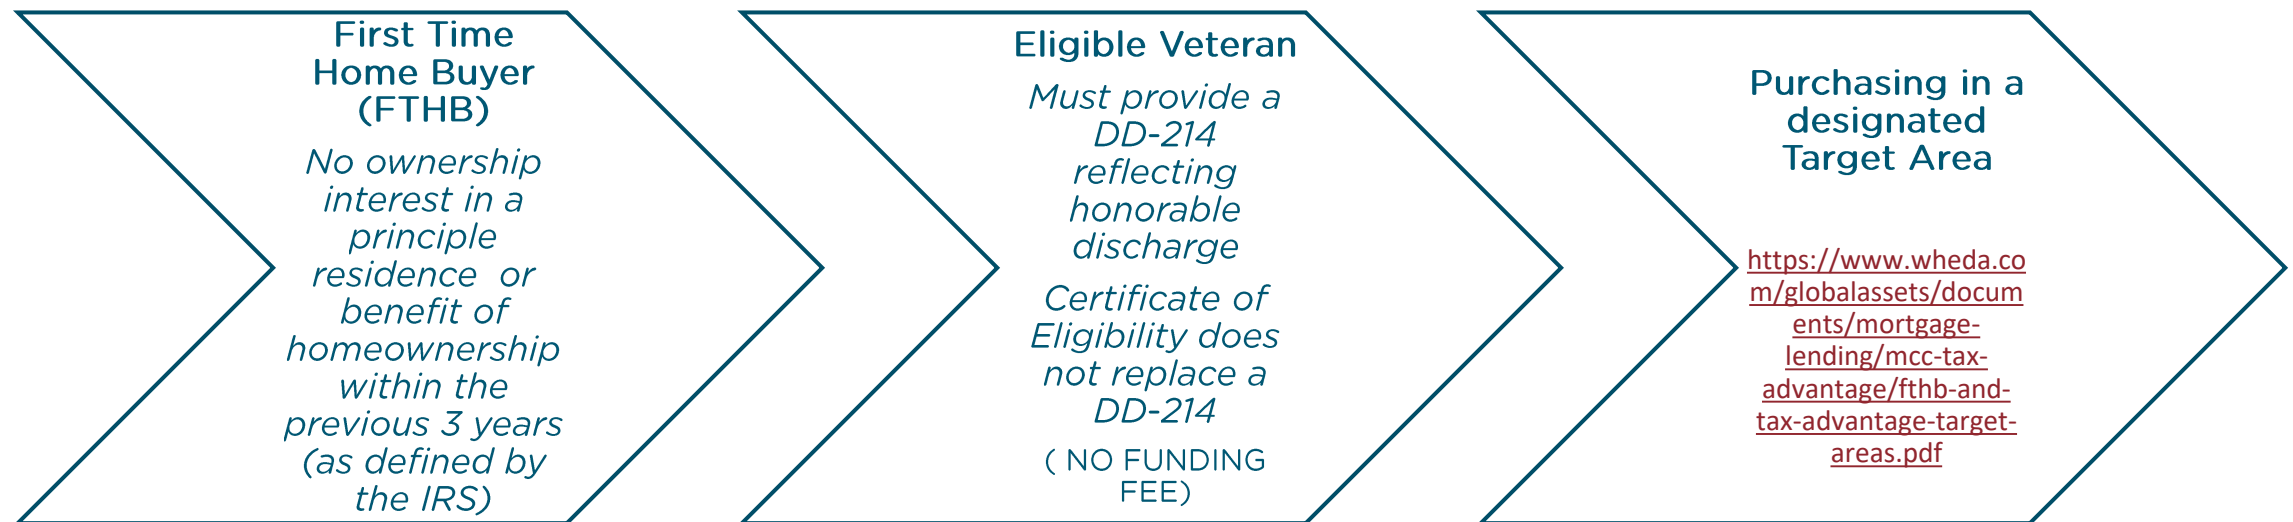 First Time
Home Buyer
(FTHB)
No ownership
interest in a
principle
residence or
benefit of
homeownership
within the
previous 3 years
(as defined by
the IRS)
Eligible Veteran
Must provide a
DD-214
reflecting
honorable
discharge
Certificate of
Eligibility does
not replace a
DD-214
( NO FUNDING
FEE)
Purchasing in a
designated
Target Area
https://www.wheda.co
m/globalassets/docum
ents/mortgage-
lending/mcc-tax-
advantage/fthb-and-
tax-advantage-target-
areas.pdf